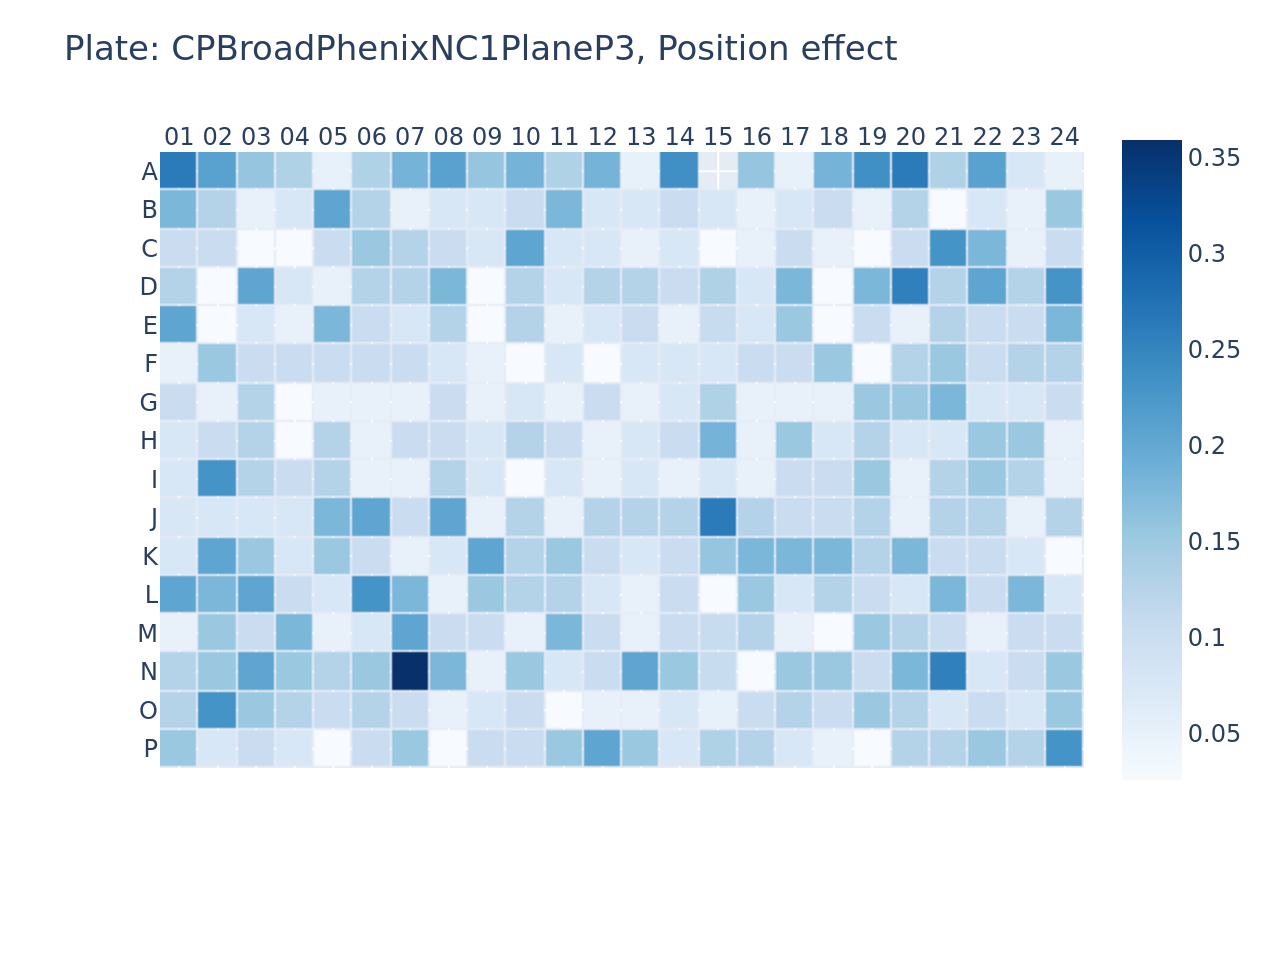 Plate: CPBroadPhenixNC1PlaneP3, Position effect
01 02 03 04 05 06 07 08 09 10 11 12 13 14 15 16 17 18 19 20 21 22 23 24
A
B
C
D
E
F
G
H
I
J
K
L
M
N
O
P
0.35
0.3
0.25
0.2
0.15
0.1
0.05